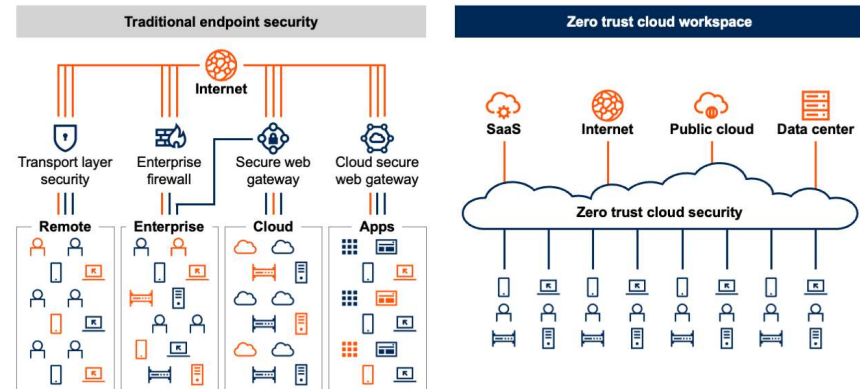 Traditional endpoint security
Internet
Transport layer
security
Enterprise
firewall
Secure web
gateway
Cloud secure
web gateway
Remote
Enterprise
Cloud
Apps
Zero trust cloud workspace
SaaS
Internet
Public cloud
Data center
Zero trust cloud security